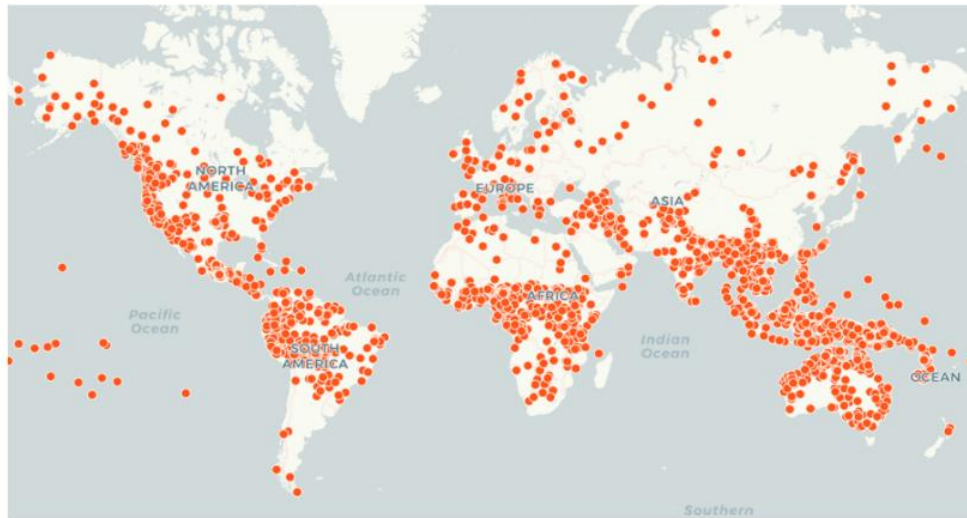 NORTH
AMERICA
EUROPE
ASIA
Atlantic
Ocean
AFRICA
Pacific
Ocean
Indian
Ocean
SOUTH
AMERICA
OCEAN
Southern